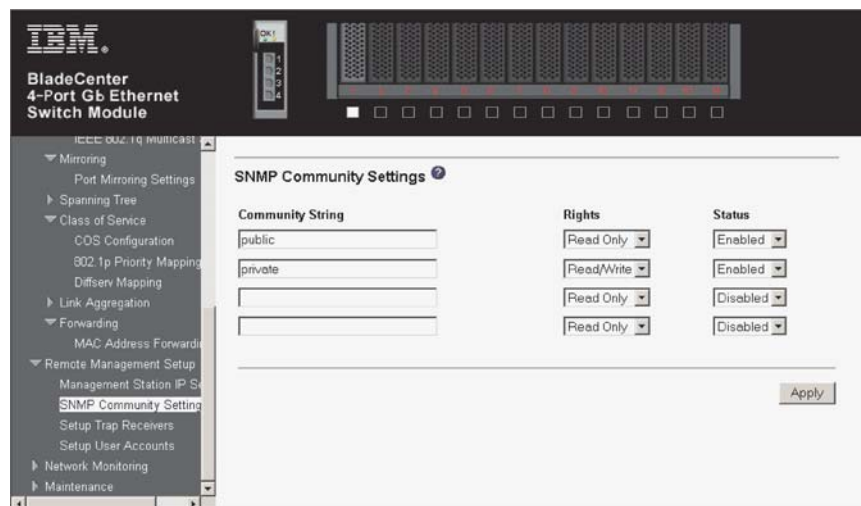 IBM.
BladeCenter
4-Port Gb Ethernet
Switch Module
OK!
1
2
3
4
IEEE 802.1q Multicast
Mirroring
Port Mirroring Settings
Spanning Tree
Class of Service
COS Configuration
802.1p Priority Mapping
Diffserv Mapping
Link Aggregation
Forwarding
MAC Address Forwardi
Remote Management Setup
Management Station IP Se
SNMP Community Setting
Setup Trap Receivers
Setup User Accounts
Network Monitoring
Maintenance
SNMP Community Settings ?
Community String Rights Status
public Read Only Enabled
private Read/Write Enabled
Read Only Disabled
Read Only Disabled
Apply